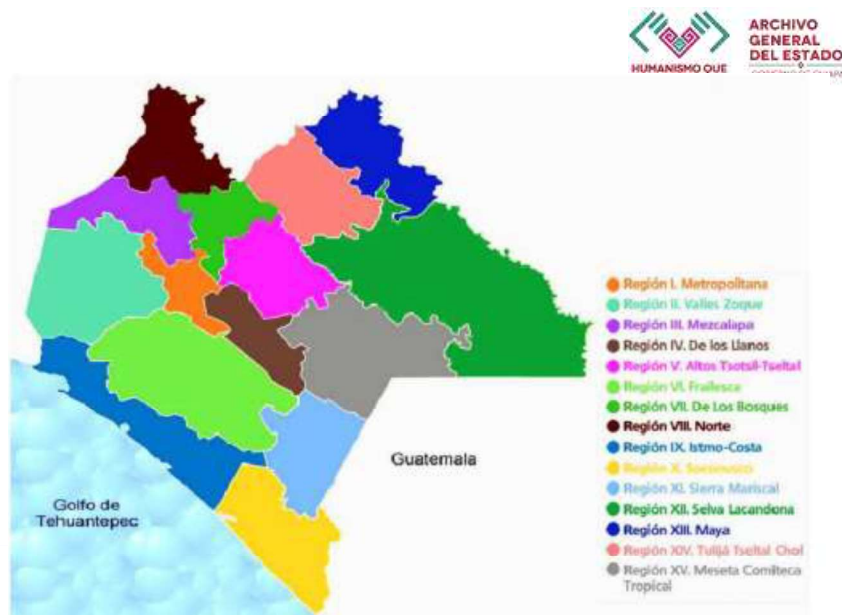 HUMANISMO QUE
ARCHIVO
GENERAL
DEL ESTADO
Región I. Metropolitana
Región II. Valles Zoque
Región III. Mezcalapa
Región IV. De los Llanos
Región V. Altos Tsotsil-Tseltal
Región VI. Frailesca
Región VII. De Los Bosques
Región VIII. Norte
Región IX. Istmo-Costa
Región X. Soconusco
Región XI. Sierra Mariscal
Región XII. Selva Lacandona
Región XIII. Maya
Región XIV. Tulijá Tseltal Chol
Región XV. Meseta Comiteca
Tropical
Guatemala
Golfo de
Tehuantepec